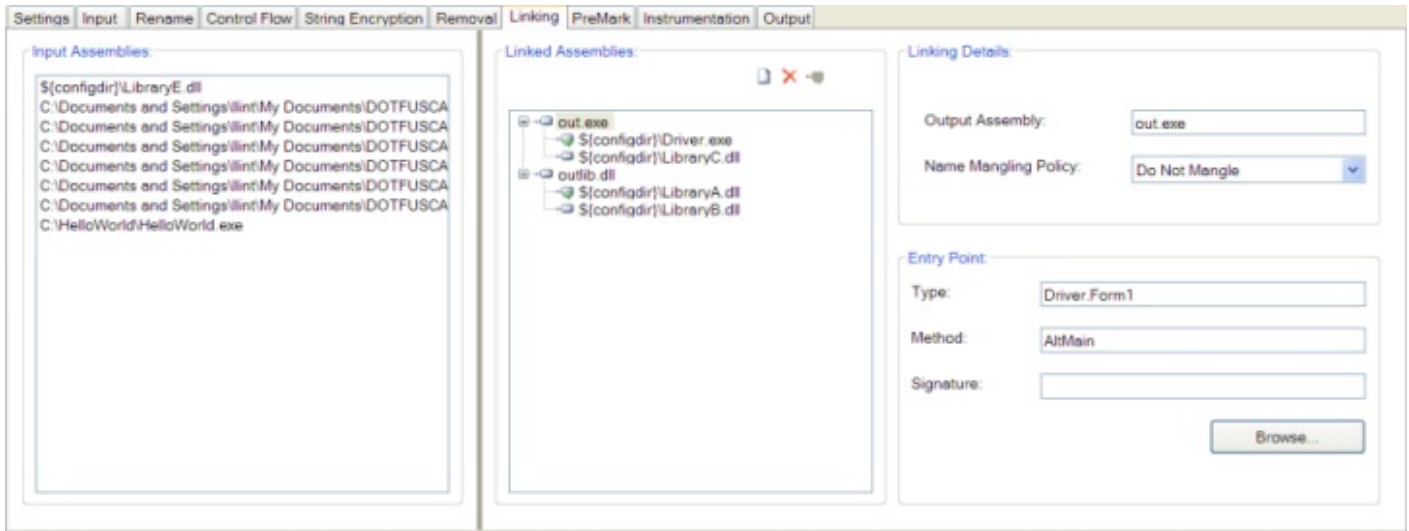 Settings Input Rename Control Flow String Encryption Removal Linking PreMark Instrumentation Output
Input Assemblies:
${configdir}\LibraryE.dll
C:\Documents and Settings\llint\My Documents\DOTFUSCA
C:\Documents and Settings\llint\My Documents\DOTFUSCA
C:\Documents and Settings\llint\My Documents\DOTFUSCA
C:\Documents and Settings\llint\My Documents\DOTFUSCA
C:\Documents and Settings\llint\My Documents\DOTFUSCA
C:\Documents and Settings\llint\My Documents\DOTFUSCA
C:\HelloWorld\HelloWorld.exe
Linked Assemblies:
out.exe
${configdir}\Driver.exe
${configdir}\LibraryC.dll
outlib.dll
${configdir}\LibraryA.dll
${configdir}\LibraryB.dll
Linking Details:
Output Assembly: out.exe
Name Mangling Policy: Do Not Mangle
Entry Point:
Type: Driver.Form1
Method: AltMain
Signature:
Browse...